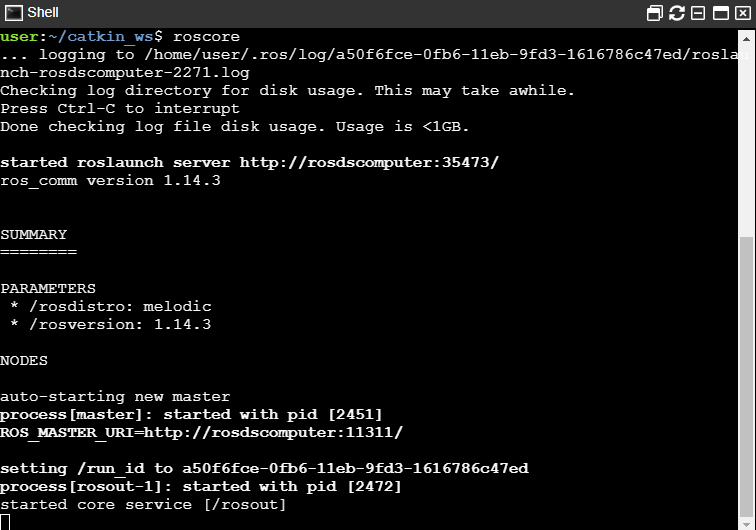 Shell
user:~/catkin_ws$ roscore
... logging to /home/user/.ros/log/a50f6fce-0fb6-11eb-9fd3-1616786c47ed/roslau
nch-rosdscomputer-2271.log
Checking log directory for disk usage. This may take awhile.
Press Ctrl-C to interrupt
Done checking log file disk usage. Usage is <1GB.

started roslaunch server http://rosdscomputer:35473/
ros_comm version 1.14.3


SUMMARY
========

PARAMETERS
 * /rosdistro: melodic
 * /rosversion: 1.14.3

NODES

auto-starting new master
process[master]: started with pid [2451]
ROS_MASTER_URI=http://rosdscomputer:11311/

setting /run_id to a50f6fce-0fb6-11eb-9fd3-1616786c47ed
process[rosout-1]: started with pid [2472]
started core service [/rosout]